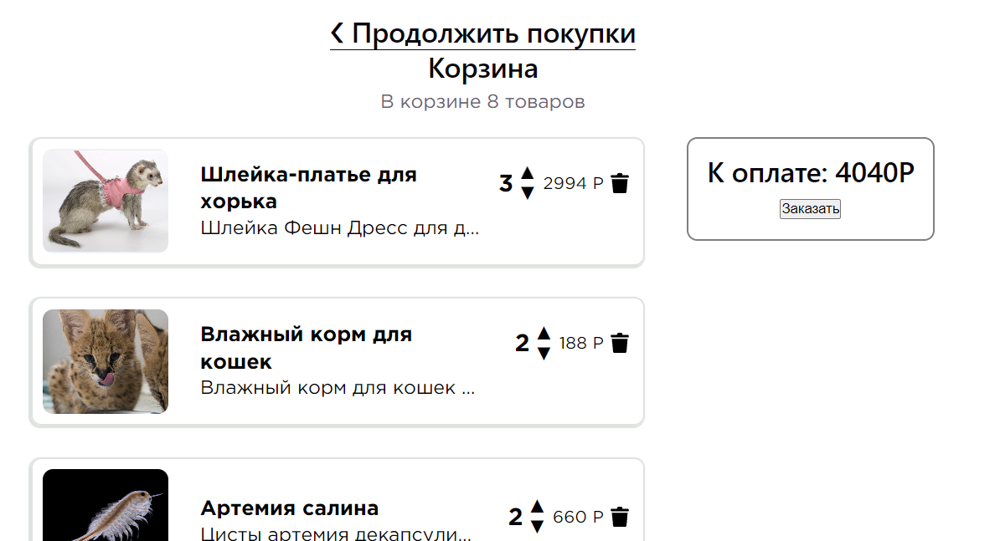 Продолжить покупки
Корзина
В корзине 8 товаров
Шлейка-платье для
хорька
Шлейка Фешн Дресс для д...
3
2994 Р
К оплате: 4040Р
Заказать
Влажный корм для
кошек
Влажный корм для кошек ...
2
188 Р
Артемия салина
Цисты артемия декапсули...
2
660 Р